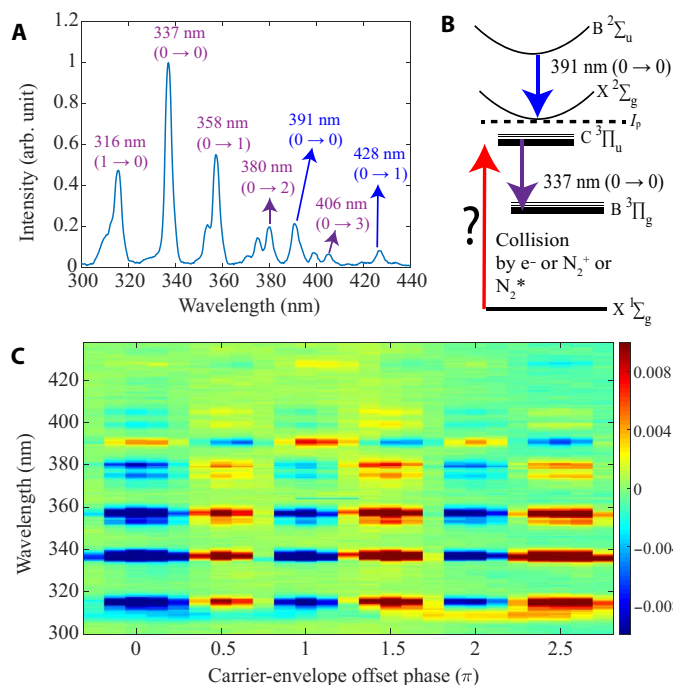 A
337 nm
(0 → 0)
316 nm
(1 → 0)
358 nm
(0 → 1)
380 nm
(0 → 2)
391 nm
(0 → 0)
406 nm
(0 → 3)
428 nm
(0 → 1)
Intensity (arb. unit)
1.2
1
0.8
0.6
0.4
0.2
0
300 320 340 360 380 400 420 440
Wavelength (nm)
B
B ²Σᵤ
391 nm (0 → 0)
X ²Σg
Iₚ
C ³Πᵤ
337 nm (0 → 0)
B ³Πg
?
Collision
by e⁻ or N₂⁺ or
N₂*
X ¹Σg
C
Wavelength (nm)
420
400
380
360
340
320
300
0 0.5 1 1.5 2 2.5
Carrier-envelope offset phase (π)
0.008
0.004
0
−0.004
−0.008